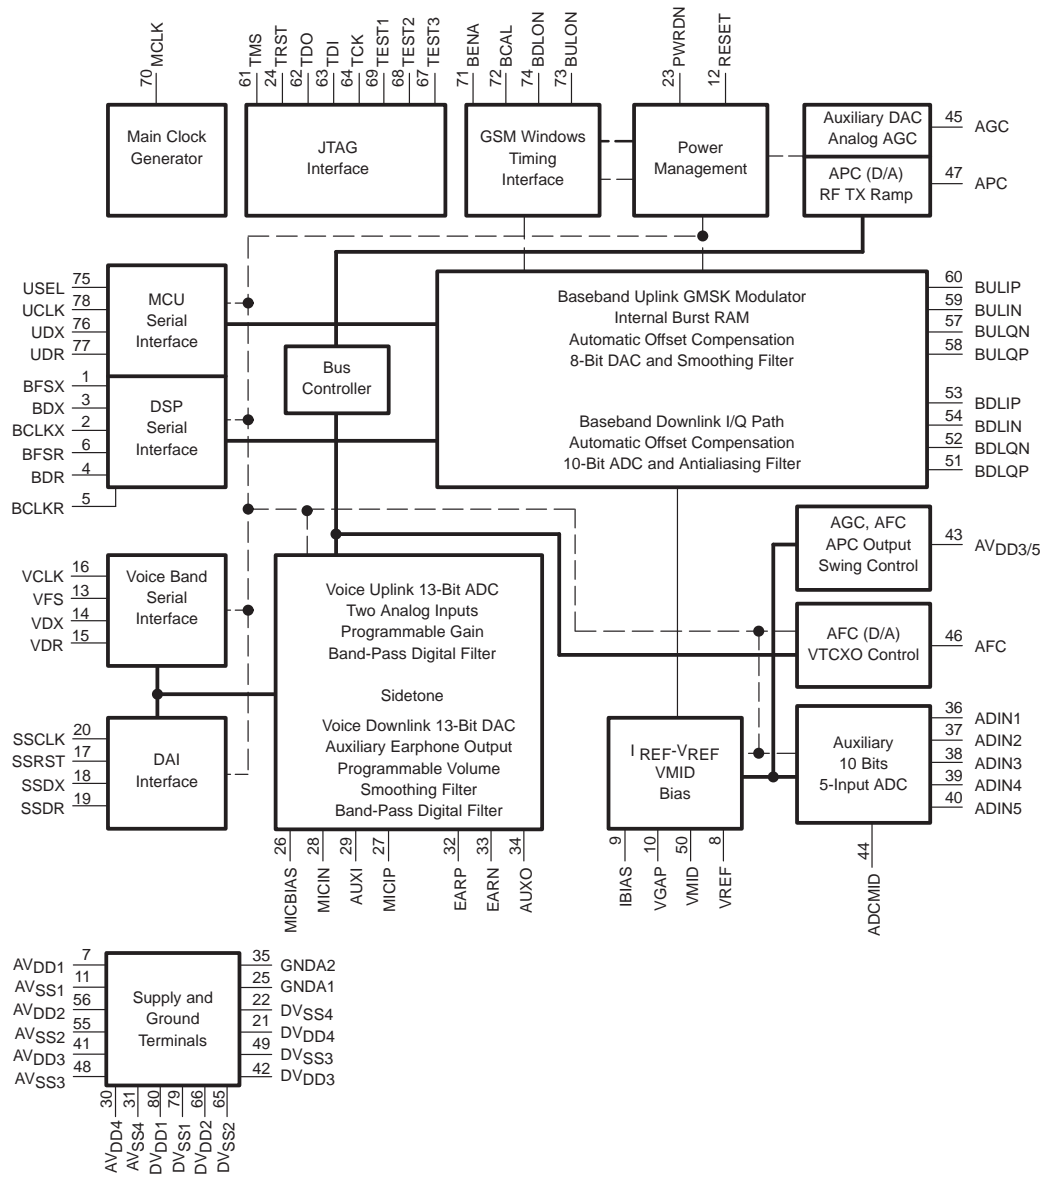 70 MCLK
61 TMS
24 TRST
62 TDO
63 TDI
64 TCK
69 TEST1
68 TEST2
67 TEST3
71 BENA
72 BCAL
74 BDLON
73 BULON
23 PWRDN
12 RESET
Main Clock
Generator
JTAG
Interface
GSM Windows
Timing
Interface
Power
Management
Auxiliary DAC
Analog AGC
45 AGC
APC (D/A)
RF TX Ramp
47 APC
USEL 75
UCLK 78
UDX 76
UDR 77
MCU
Serial
Interface
BFSX 1
BDX 3
BCLKX 2
BFSR 6
BDR 4
BCLKR 5
DSP
Serial
Interface
Bus
Controller
Baseband Uplink GMSK Modulator
Internal Burst RAM
Automatic Offset Compensation
8-Bit DAC and Smoothing Filter
Baseband Downlink I/Q Path
Automatic Offset Compensation
10-Bit ADC and Antialiasing Filter
60 BULIP
59 BULIN
57 BULQN
58 BULQP
53 BDLIP
54 BDLIN
52 BDLQN
51 BDLQP
AGC, AFC
APC Output
Swing Control
43 AVDD3/5
VCLK 16
VFS 13
VDX 14
VDR 15
Voice Band
Serial
Interface
Voice Uplink 13-Bit ADC
Two Analog Inputs
Programmable Gain
Band-Pass Digital Filter
Sidetone
Voice Downlink 13-Bit DAC
Auxiliary Earphone Output
Programmable Volume
Smoothing Filter
Band-Pass Digital Filter
AFC (D/A)
VTCXO Control
46 AFC
SSCLK 20
SSRST 17
SSDX 18
SSDR 19
DAI
Interface
I REF-VREF
VMID
Bias
Auxiliary
10 Bits
5-Input ADC
36 ADIN1
37 ADIN2
38 ADIN3
39 ADIN4
40 ADIN5
26 MICBIAS
28 MICIN
29 AUXI
27 MICIP
32 EARP
33 EARN
34 AUXO
9 IBIAS
10 VGAP
50 VMID
8 VREF
44 ADCMID
AVDD1 7
AVSS1 11
AVDD2 56
AVSS2 55
AVDD3 41
AVSS3 48
Supply and
Ground
Terminals
35 GNDA2
25 GNDA1
22 DVSS4
21 DVDD4
49 DVSS3
42 DVDD3
30 AVDD4
31 AVSS4
80 DVDD1
79 DVSS1
66 DVDD2
65 DVSS2